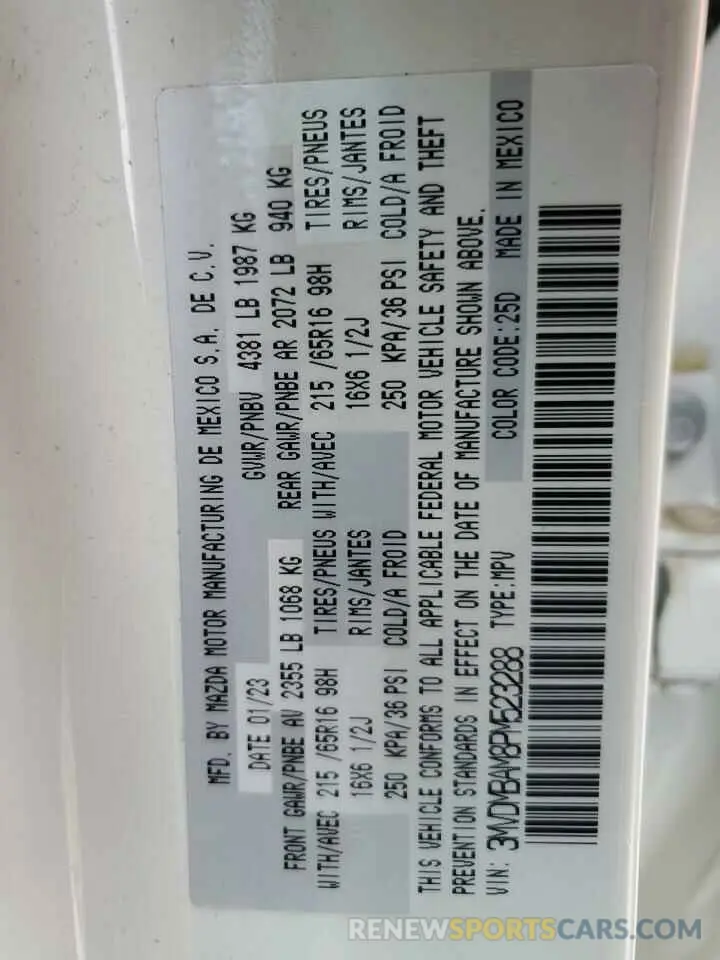 MFD. BY MAZDA MOTOR MANUFACTURING DE MEXICO S.A. DE C.V.
DATE 01/23 GVWR/PNBV 4381 LB 1987 KG
FRONT GAWR/PNBE AV 2355 LB 1068 KG REAR GAWR/PNBE AR 2072 LB 940 KG
WITH/AVEC 215 /65R16 98H TIRES/PNEUS WITH/AVEC 215 /65R16 98H TIRES/PNEUS
16X6 1/2J RIMS/JANTES 16X6 1/2J RIMS/JANTES
250 KPA/36 PSI COLD/A FROID 250 KPA/36 PSI COLD/A FROID
THIS VEHICLE CONFORMS TO ALL APPLICABLE FEDERAL MOTOR VEHICLE SAFETY AND THEFT
PREVENTION STANDARDS IN EFFECT ON THE DATE OF MANUFACTURE SHOWN ABOVE.
VIN: 3MVDMBAM8PM523288 TYPE:MPV COLOR CODE:25D MADE IN MEXICO
RENEWSPORTSCARS.COM